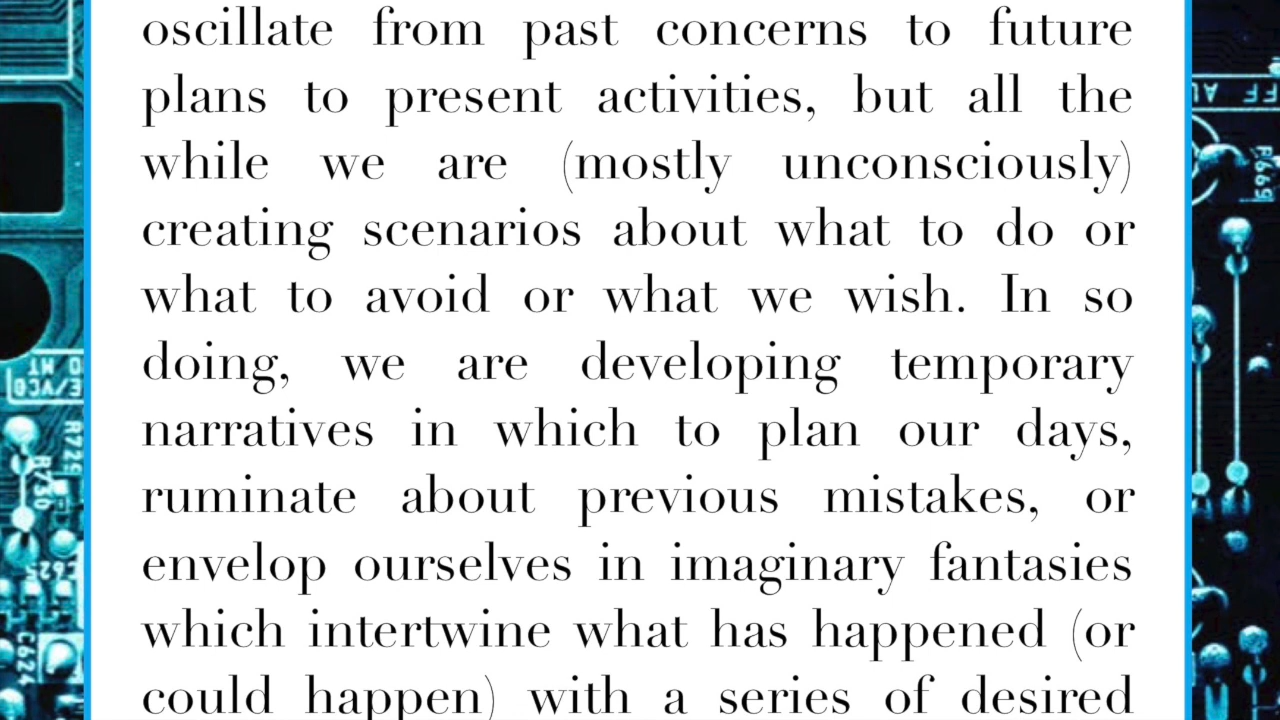 oscillate from past concerns to future
plans to present activities, but all the
while we are (mostly unconsciously)
creating scenarios about what to do or
what to avoid or what we wish. In so
doing, we are developing temporary
narratives in which to plan our days,
ruminate about previous mistakes, or
envelop ourselves in imaginary fantasies
which intertwine what has happened (or
could happen) with a series of desired